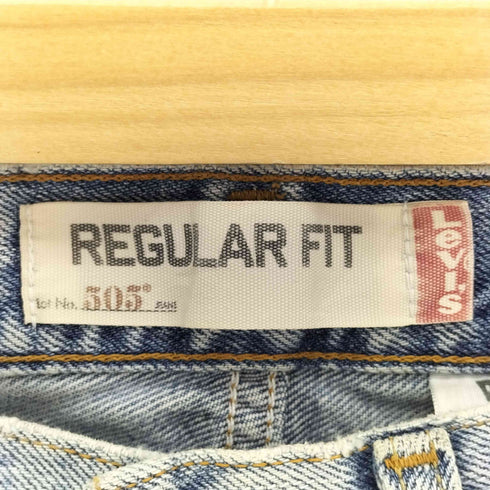 REGULAR FIT
Lot No. 505° JEANS
Levi's